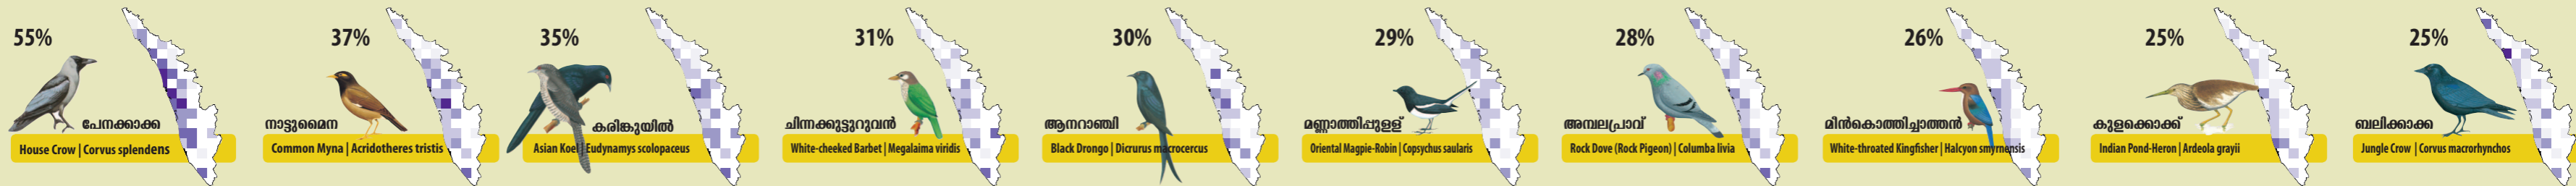 55%
പേനക്കാക്ക
House Crow | Corvus splendens
37%
നാട്ടുമൈന
Common Myna | Acridotheres tristis
35%
കരിങ്കുയിൽ
Asian Koel | Eudynamys scolopaceus
31%
ചിന്നക്കുട്ടുറുവൻ
White-cheeked Barbet | Megalaima viridis
30%
ആനറാഞ്ചി
Black Drongo | Dicrurus macrocercus
29%
മണ്ണാത്തിപ്പുള്ള്
Oriental Magpie-Robin | Copsychus saularis
28%
അമ്പലപ്രാവ്
Rock Dove (Rock Pigeon) | Columba livia
26%
മീൻകൊത്തിച്ചാത്തൻ
White-throated Kingfisher | Halcyon smyrnensis
25%
കുളക്കൊക്ക്
Indian Pond-Heron | Ardeola grayii
25%
ബലിക്കാക്ക
Jungle Crow | Corvus macrorhynchos